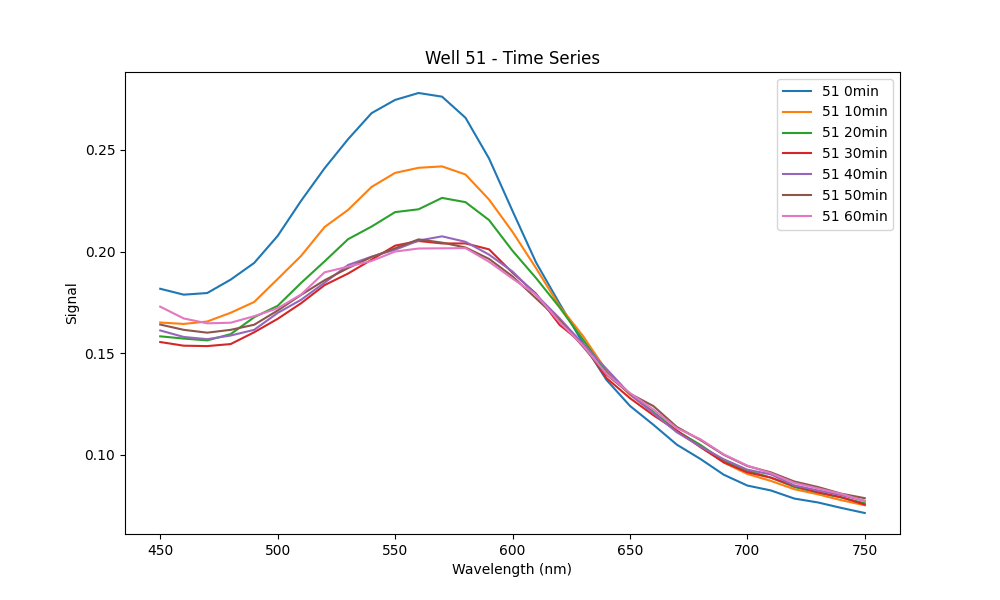 Well 51 - Time Series
51 0min
51 10min
51 20min
51 30min
51 40min
51 50min
51 60min
Signal
0.25
0.20
0.15
0.10
450 500 550 600 650 700 750
Wavelength (nm)